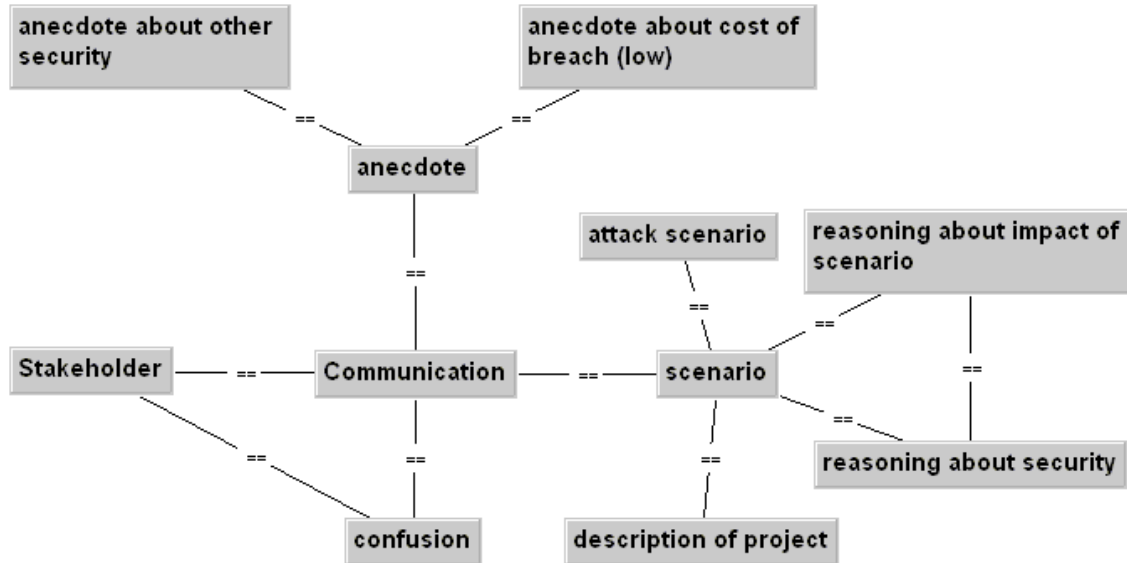 anecdote about other
security
anecdote about cost of
breach (low)
==
==
anecdote
attack scenario
reasoning about impact of
scenario
==
==
==
Stakeholder
==
Communication
==
scenario
==
==
==
==
==
reasoning about security
confusion
description of project